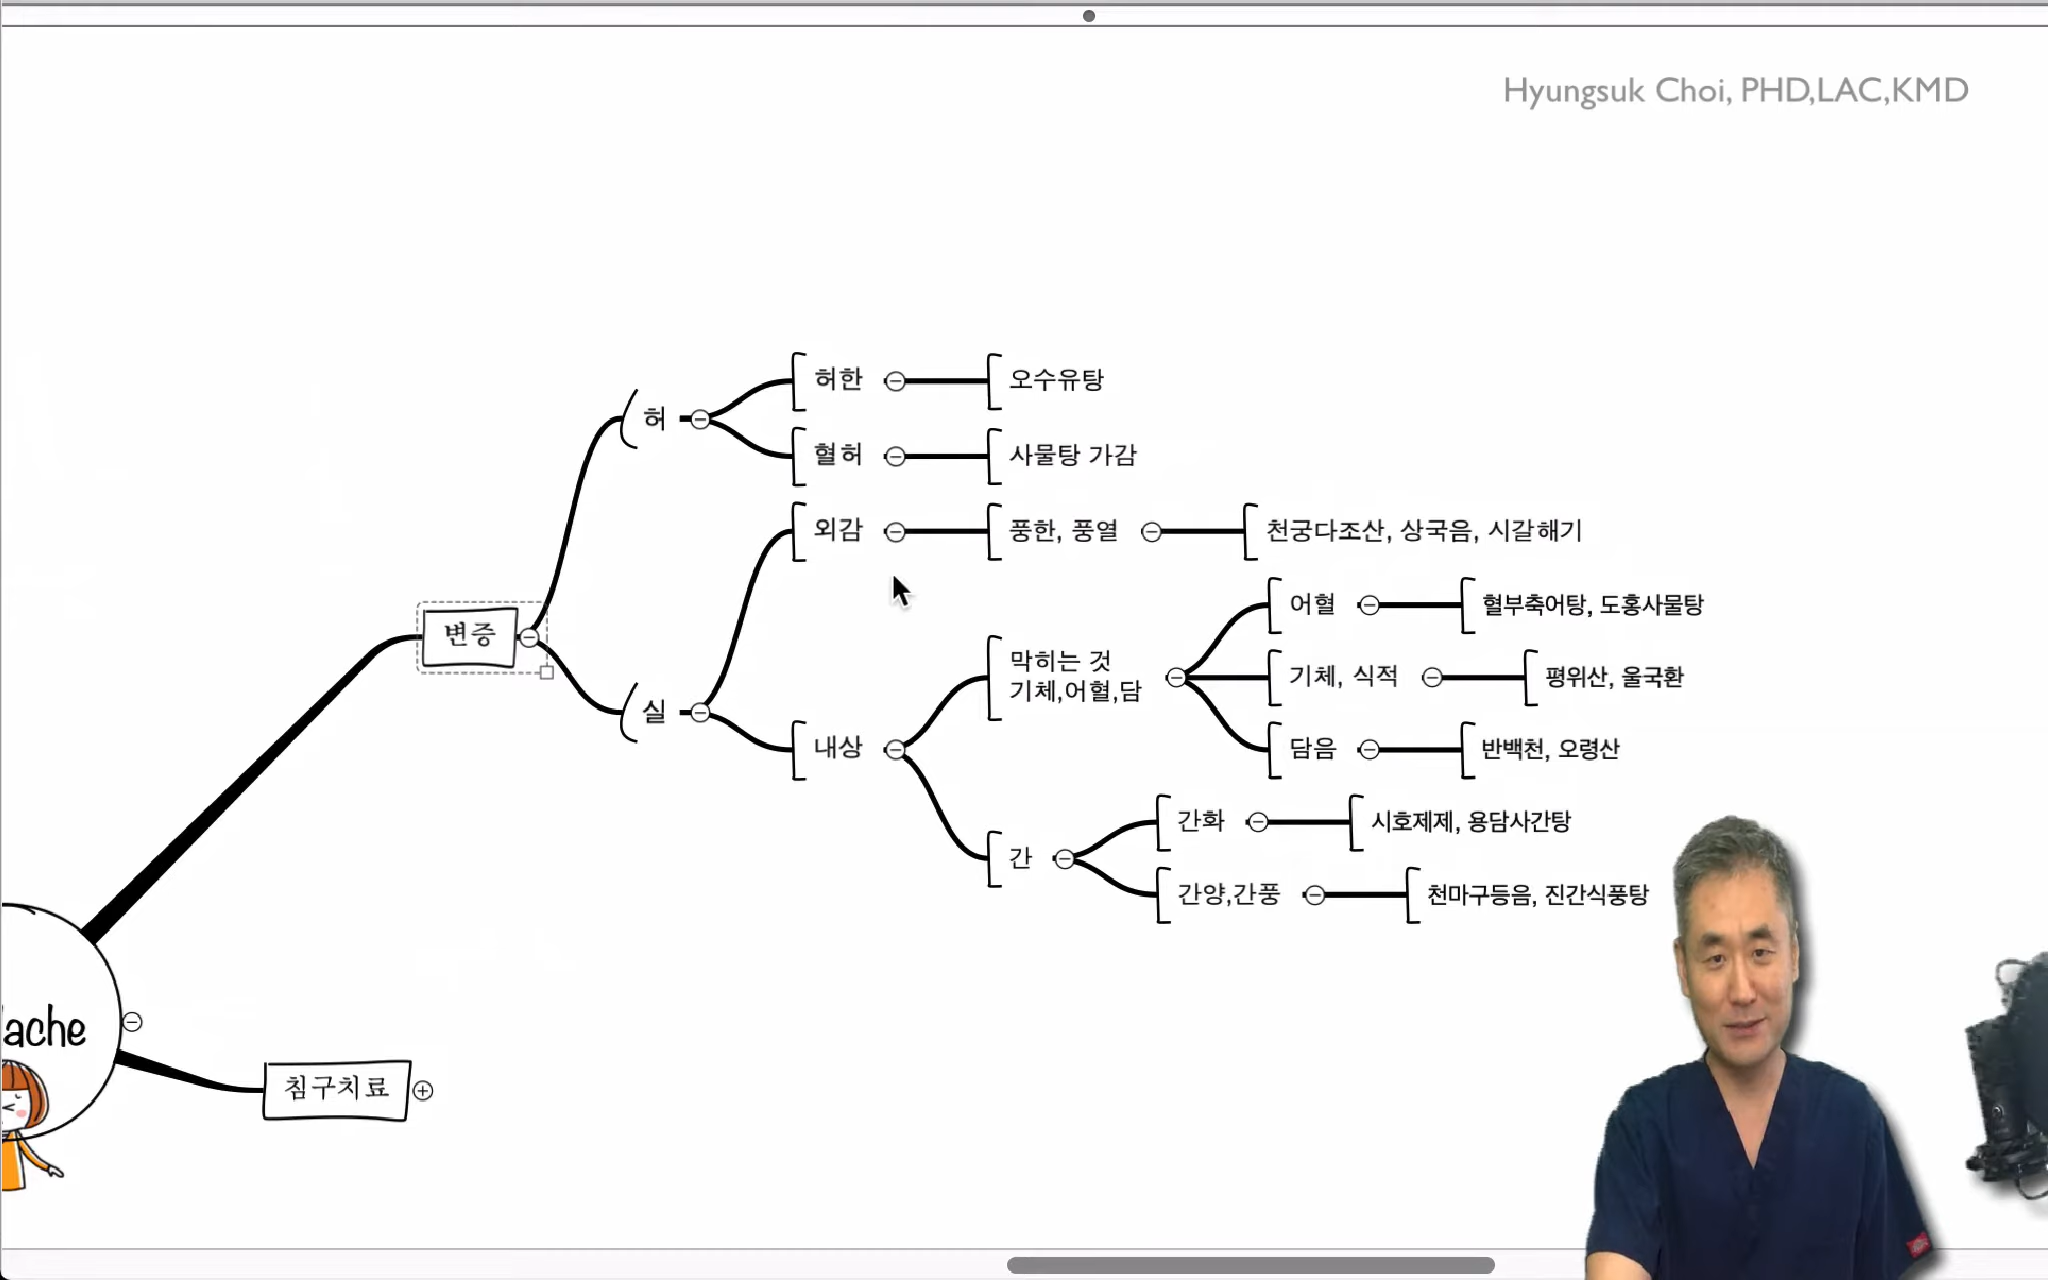 Hyungsuk Choi, PHD,LAC,KMD
변증
허
허한
오수유탕
혈허
사물탕 가감
실
외감
풍한, 풍열
천궁다조산, 상국음, 시갈해기
내상
막히는 것
기체,어혈,담
어혈
혈부축어탕, 도홍사물탕
기체, 식적
평위산, 울국환
담음
반백천, 오령산
간
간화
시호제제, 용담사간탕
간양,간풍
천마구등음, 진간식풍탕
ache
침구치료